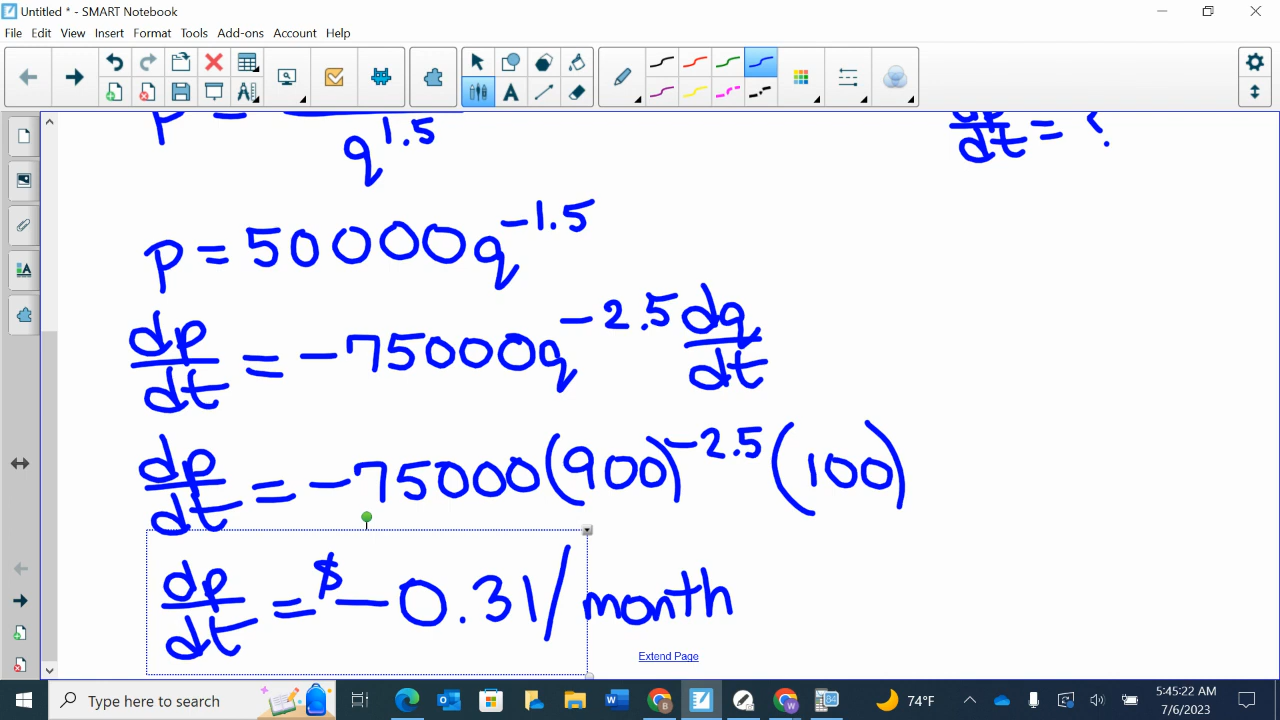 Untitled * - SMART Notebook
File Edit View Insert Format Tools Add-ons Account Help
p =
q^1.5
dp/dt = ?
p = 50000q^-1.5
dp/dt = -75000q^-2.5 dq/dt
dp/dt = -75000(900)^-2.5 (100)
dp/dt = $-0.31/month
Extend Page
Type here to search
74°F
5:45:22 AM
7/6/2023